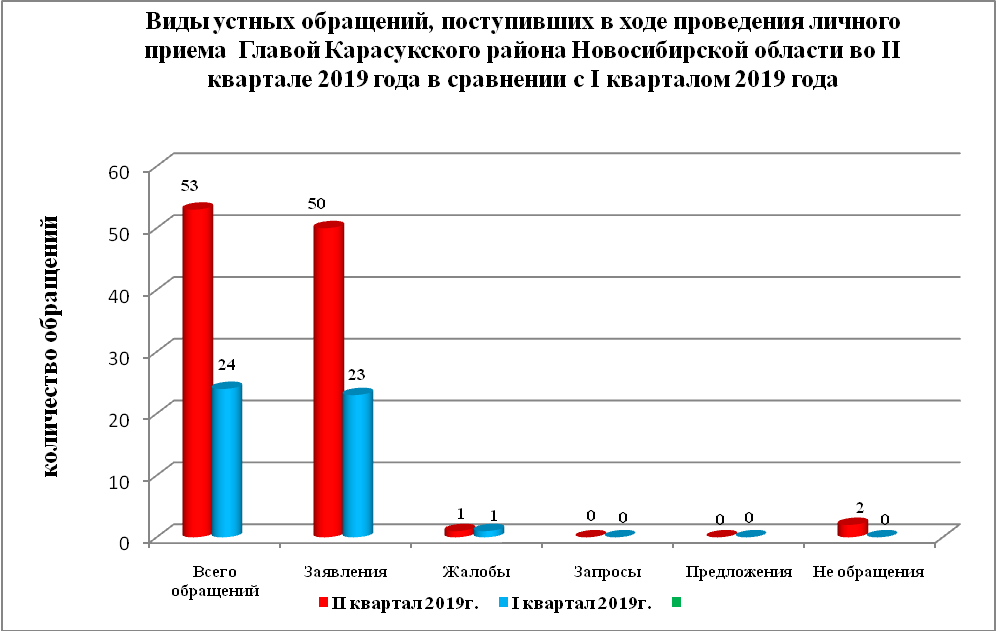 Виды устных обращений, поступивших в ходе проведения личного
приема Главой Карасукского района Новосибирской области во II
квартале 2019 года в сравнении с I кварталом 2019 года
количество обращений
60
50
40
30
20
10
0
53
24
50
23
1
1
0
0
0
0
2
0
Всего
обращений
Заявления
Жалобы
Запросы
Предложения
Не обращения
II квартал 2019г.
I квартал 2019г.